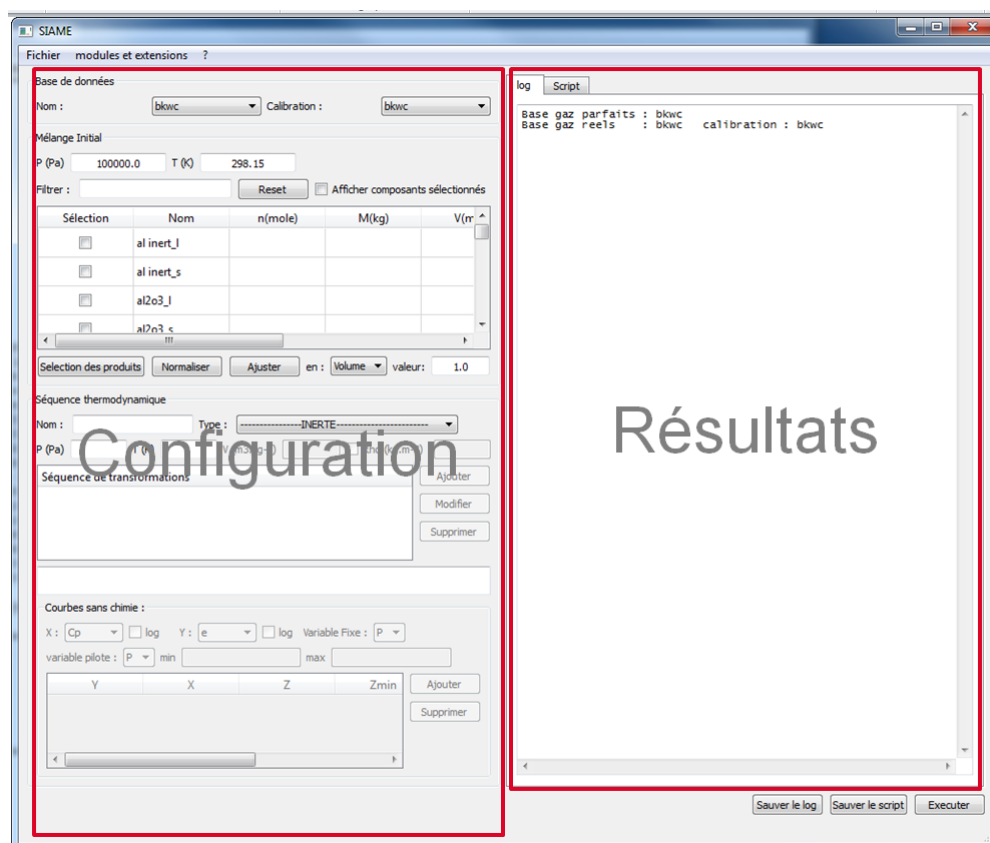 SIAME
Fichier modules et extensions ?
Base de données
Nom : bkwc Calibration : bkwc
Mélange Initial
P (Pa) 100000.0 T (K) 298.15
Filtrer : Reset Afficher composants sélectionnés
Sélection Nom n(mole) M(kg)
al inert_l
al inert_s
al2o3_l
al2o3_s
Selection des produits Normaliser Ajuster en : Volume valeur: 1.0
Séquence thermodynamique
Nom : Type : ----------------INERTE-----------------------
P (Pa)
Configuration
Séquence de transformations
Ajouter
Modifier
Supprimer
Courbes sans chimie :
X : Cp log Y : e log Variable Fixe : P
variable pilote : P min max
Y X Z Zmin
Ajouter
Supprimer
log Script
Base gaz parfaits : bkwc
Base gaz reels : bkwc calibration : bkwc
Résultats
Sauver le log Sauver le script Executer